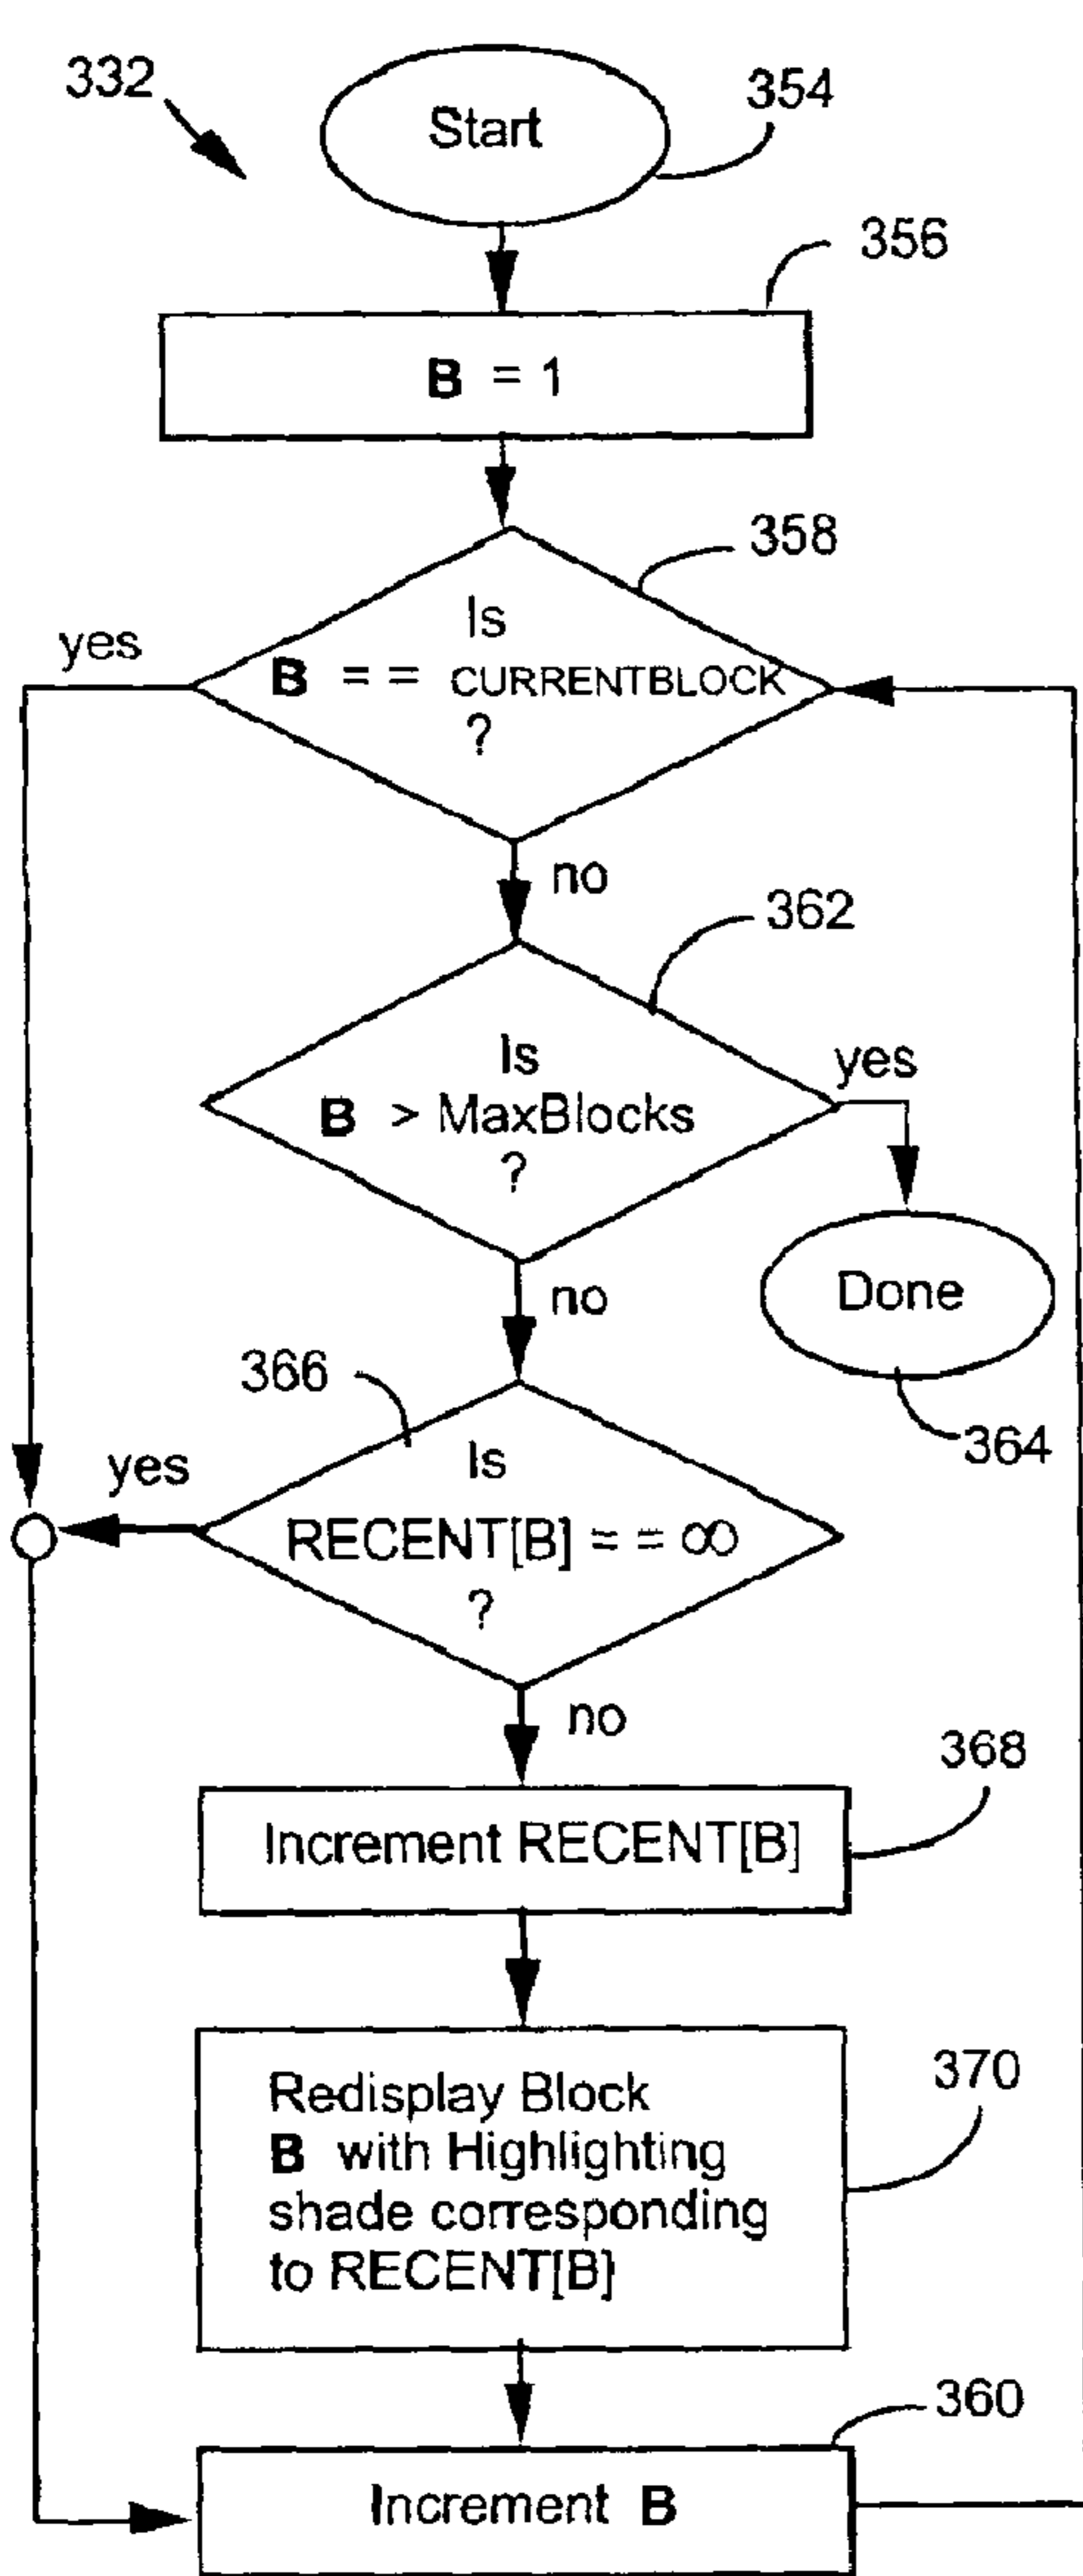 332
Start
354
356
B = 1
358
yes
Is
B = = CURRENTBLOCK
?
no
362
Is
B > MaxBlocks
?
yes
Done
364
no
366
Is
yes
RECENT[B] = = ∞
?
no
368
Increment RECENT[B]
370
Redisplay Block
B with Highlighting
shade corresponding
to RECENT[B]
360
Increment B